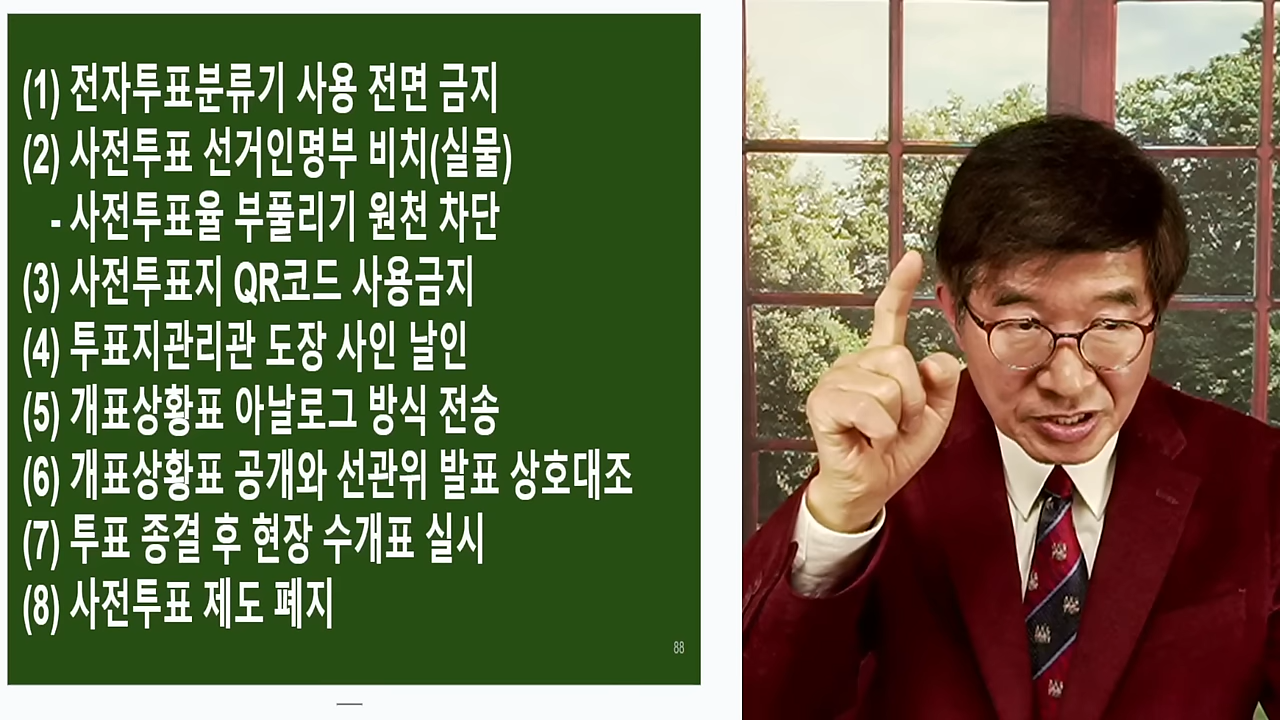 (1) 전자투표분류기 사용 전면 금지
(2) 사전투표 선거인명부 비치(실물)
- 사전투표율 부풀리기 원천 차단
(3) 사전투표지 QR코드 사용금지
(4) 투표지관리관 도장 사인 날인
(5) 개표상황표 아날로그 방식 전송
(6) 개표상황표 공개와 선관위 발표 상호대조
(7) 투표 종결 후 현장 수개표 실시
(8) 사전투표 제도 폐지
88